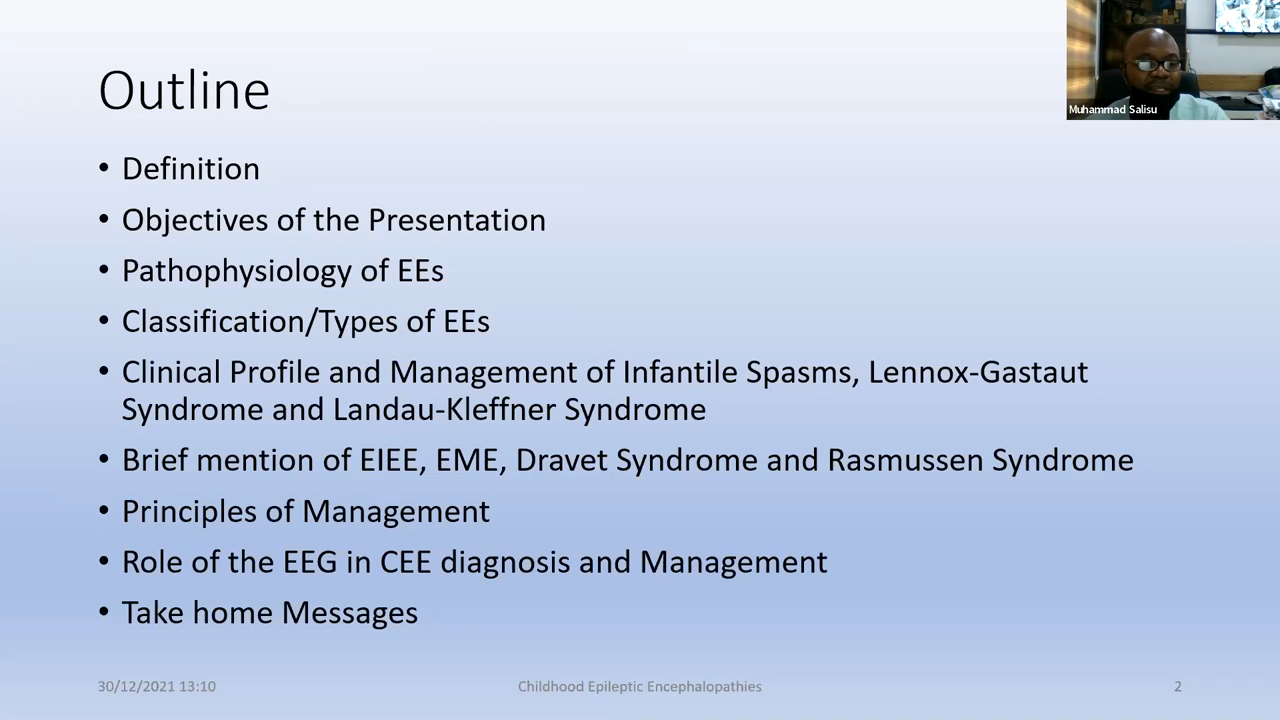 Outline
Muhammad Salisu
• Definition
• Objectives of the Presentation
• Pathophysiology of EEs
• Classification/Types of EEs
• Clinical Profile and Management of Infantile Spasms, Lennox-Gastaut
Syndrome and Landau-Kleffner Syndrome
• Brief mention of EIEE, EME, Dravet Syndrome and Rasmussen Syndrome
• Principles of Management
• Role of the EEG in CEE diagnosis and Management
• Take home Messages
30/12/2021 13:10
Childhood Epileptic Encephalopathies
2